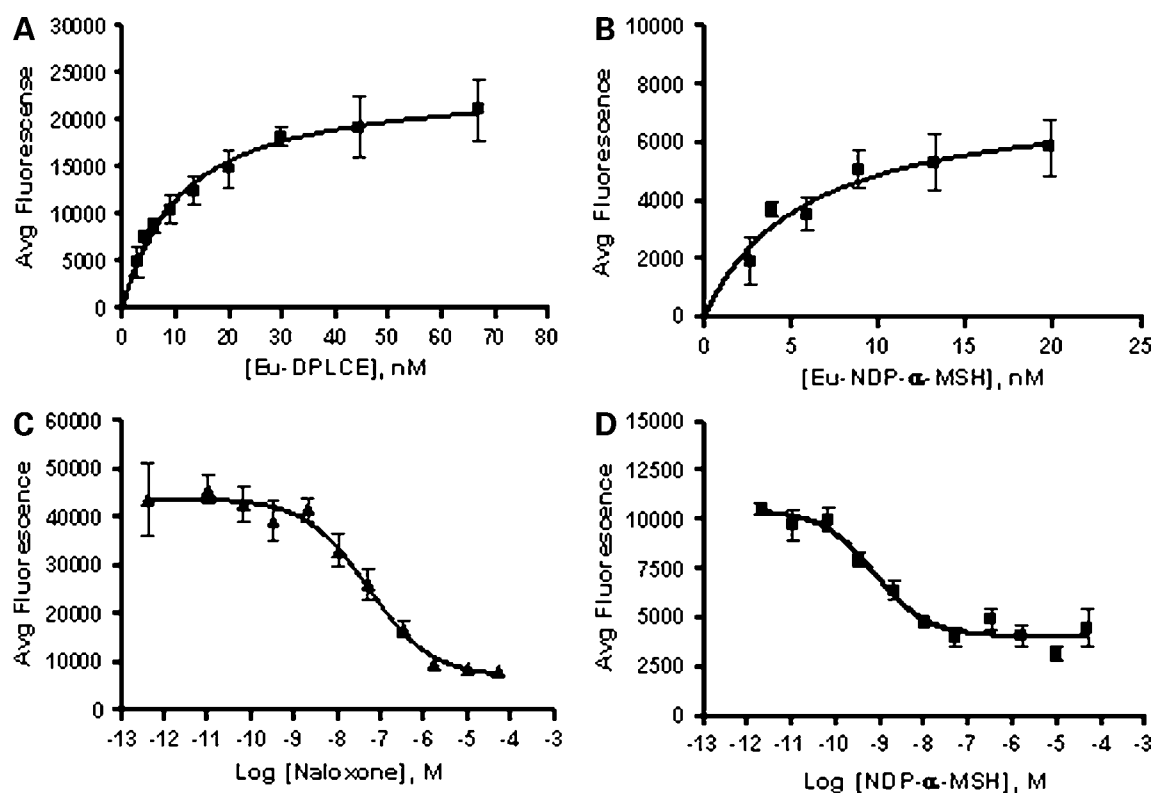 A
30000
25000
20000
15000
10000
5000
0
Avg Fluorescense
0 10 20 30 40 50 60 70 80
[Eu-DPLCE], nM
B
10000
8000
6000
4000
2000
0
Avg Fluorescence
0 5 10 15 20 25
[Eu-NDP-α-MSH], nM
C
60000
50000
40000
30000
20000
10000
0
Avg Fluorescence
-13 -12 -11 -10 -9 -8 -7 -6 -5 -4 -3
Log [Naloxone], M
D
15000
12500
10000
7500
5000
2500
0
Avg Fluorescence
-13 -12 -11 -10 -9 -8 -7 -6 -5 -4 -3
Log [NDP-α-MSH], M